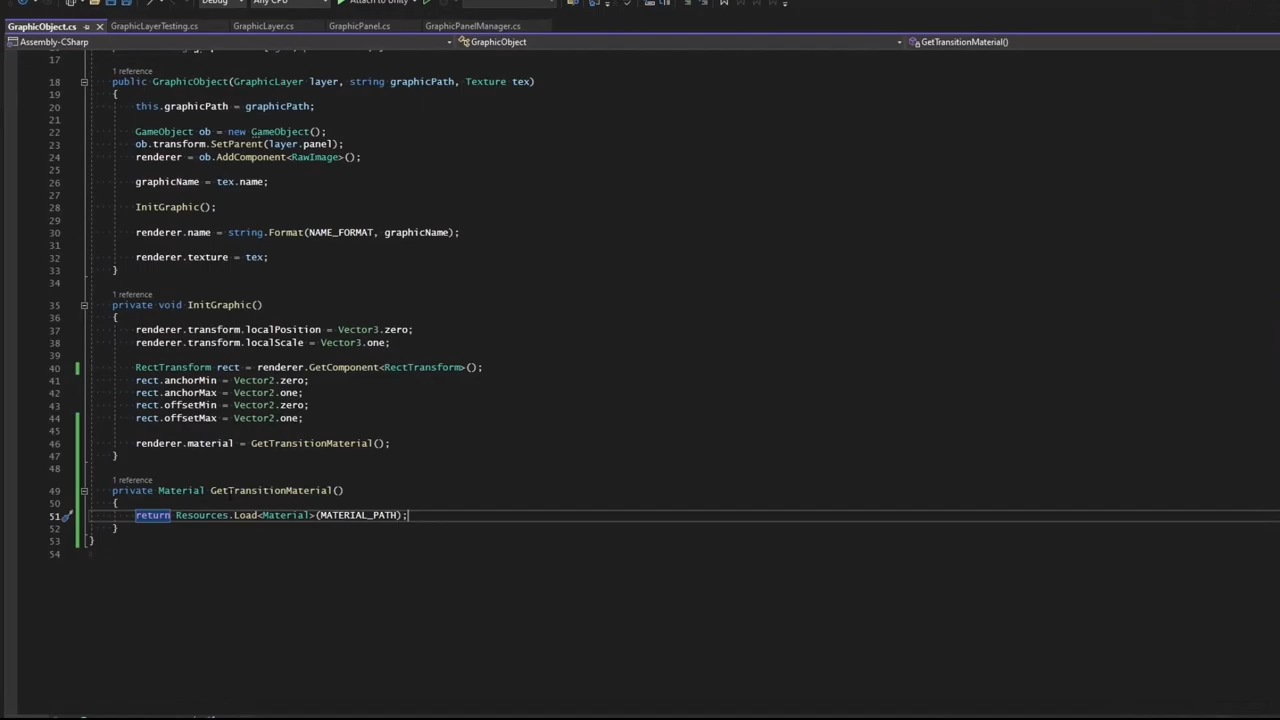 Debug
Any CPU
Attach to Unity
GraphicObject.cs
GraphicLayerTesting.cs
GraphicLayer.cs
GraphicPanel.cs
GraphicPanelManager.cs
Assembly-CSharp
GraphicObject
GetTransitionMaterial()
17
1 reference
18 public GraphicObject(GraphicLayer layer, string graphicPath, Texture tex)
19 {
20 this.graphicPath = graphicPath;
21
22 GameObject ob = new GameObject();
23 ob.transform.SetParent(layer.panel);
24 renderer = ob.AddComponent<RawImage>();
25
26 graphicName = tex.name;
27
28 InitGraphic();
29
30 renderer.name = string.Format(NAME_FORMAT, graphicName);
31
32 renderer.texture = tex;
33 }
34
1 reference
35 private void InitGraphic()
36 {
37 renderer.transform.localPosition = Vector3.zero;
38 renderer.transform.localScale = Vector3.one;
39
40 RectTransform rect = renderer.GetComponent<RectTransform>();
41 rect.anchorMin = Vector2.zero;
42 rect.anchorMax = Vector2.one;
43 rect.offsetMin = Vector2.zero;
44 rect.offsetMax = Vector2.one;
45
46 renderer.material = GetTransitionMaterial();
47 }
48
1 reference
49 private Material GetTransitionMaterial()
50 {
51 return Resources.Load<Material>(MATERIAL_PATH);
52 }
53 }
54